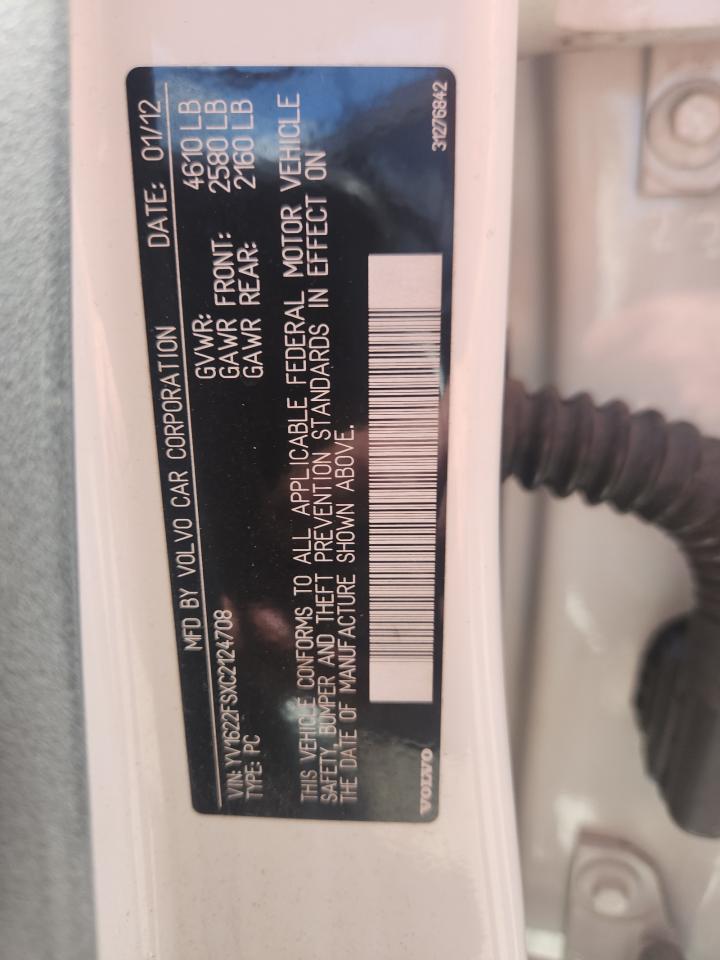 MFD BY VOLVO CAR CORPORATION DATE: 01/12
VIN: YV1622FSXC2124708
TYPE: PC
GVWR: 4610 LB
GAWR FRONT: 2580 LB
GAWR REAR: 2160 LB
THIS VEHICLE CONFORMS TO ALL APPLICABLE FEDERAL MOTOR VEHICLE
SAFETY, BUMPER AND THEFT PREVENTION STANDARDS IN EFFECT ON
THE DATE OF MANUFACTURE SHOWN ABOVE.
VOLVO
31276842